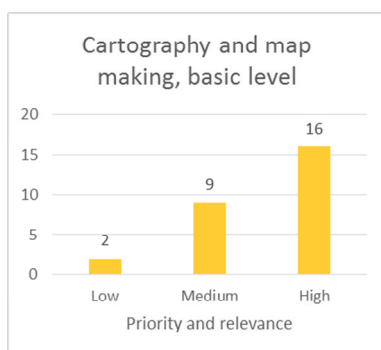 Cartography and map
making, basic level
20
15
10
5
0
2
9
16
Low Medium High
Priority and relevance